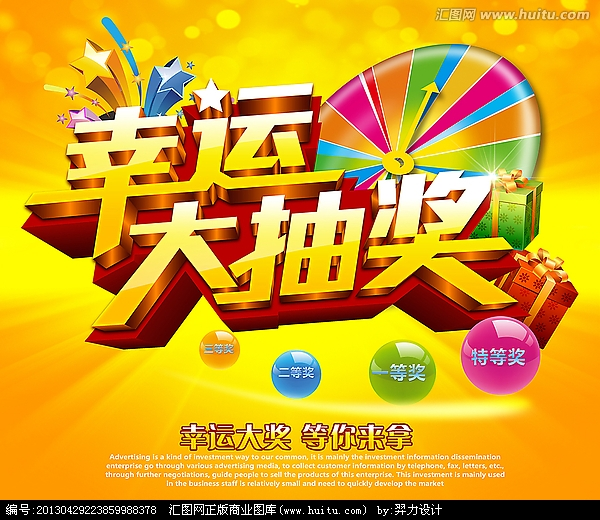 汇图网
www.huitu.com
幸运
大抽奖
三等奖
二等奖
一等奖
特等奖
幸运大奖 等你来拿
Advertising is a kind of investment way to our common, it is mainly the investment information dissemination
enterprise go through various advertising media, to collect customer information by telephone, fax, letters, etc.,
through further negotiations, guide people to sell the products of this enterprise. This investment is mainly used
in the business staff is relatively small and need to quickly develop the market
编号:20130429223859988378 汇图网正版商业图库(www.huitu.com) by:羿力设计